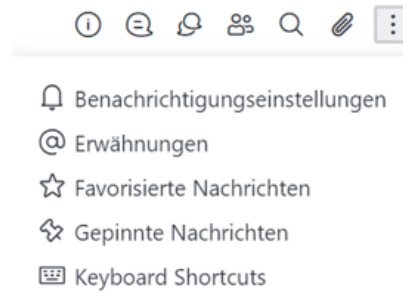 Benachrichtigungseinstellungen
Erwähnungen
Favorisierte Nachrichten
Gepinnte Nachrichten
Keyboard Shortcuts